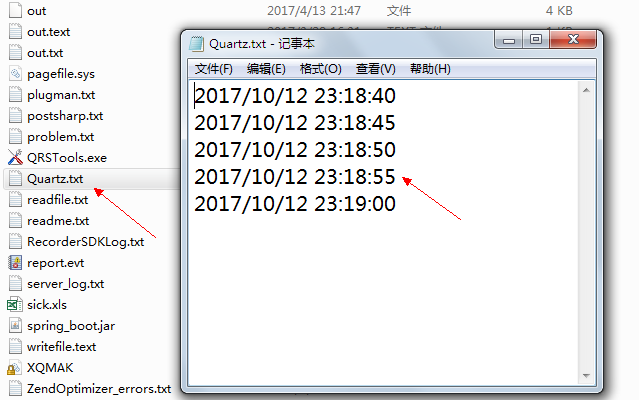 out 2017/4/13 21:47 文件 4 KB
out.text
out.txt
pagefile.sys
plugman.txt
postsharp.txt
problem.txt
QRSTools.exe
Quartz.txt
readfile.txt
readme.txt
RecorderSDKLog.txt
report.evt
server_log.txt
sick.xls
spring_boot.jar
writefile.text
XQMAK
ZendOptimizer_errors.txt
Quartz.txt - 记事本
文件(F) 编辑(E) 格式(O) 查看(V) 帮助(H)
2017/10/12 23:18:40
2017/10/12 23:18:45
2017/10/12 23:18:50
2017/10/12 23:18:55
2017/10/12 23:19:00